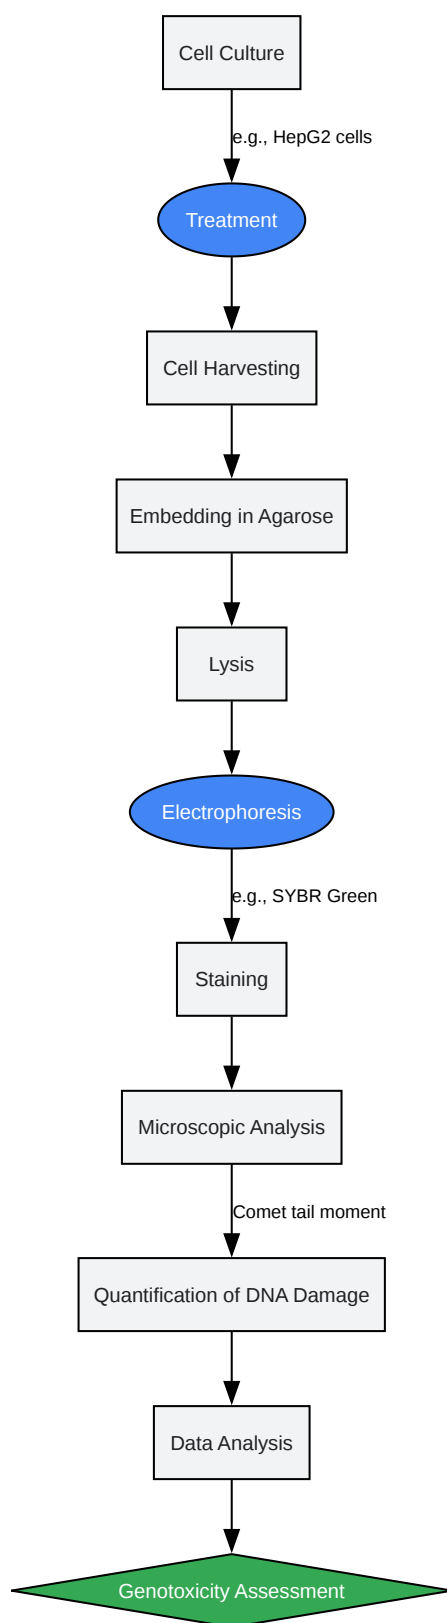 Cell Culture
e.g., HepG2 cells
Treatment
Cell Harvesting
Embedding in Agarose
Lysis
Electrophoresis
e.g., SYBR Green
Staining
Microscopic Analysis
Comet tail moment
Quantification of DNA Damage
Data Analysis
Genotoxicity Assessment